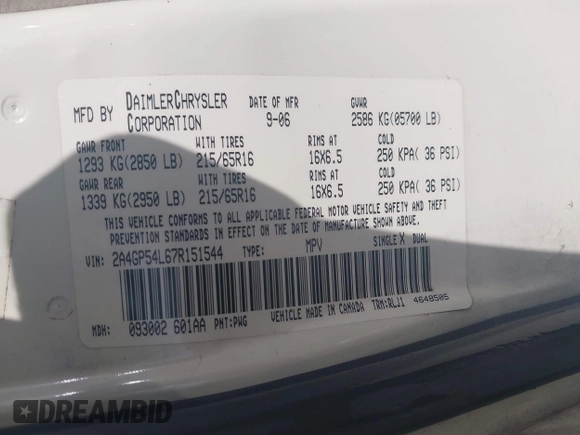 MFD BY DAIMLERCHRYSLER CORPORATION DATE OF MFR 9-06 GVWR 2586 KG(05700 LB)
GAWR FRONT WITH TIRES RIMS AT COLD
1293 KG(2850 LB) 215/65R16 16X6.5 250 KPA( 36 PSI)
GAWR REAR WITH TIRES RIMS AT COLD
1339 KG(2950 LB) 215/65R16 16X6.5 250 KPA( 36 PSI)
THIS VEHICLE CONFORMS TO ALL APPLICABLE FEDERAL MOTOR VEHICLE SAFETY AND THEFT
PREVENTION STANDARDS IN EFFECT ON THE DATE OF MANUFACTURE SHOWN ABOVE.
VIN: 2A4GP54L67R151544 TYPE: MPV SINGLE X DUAL
MDH: 093002 601AA PNT:PWG VEHICLE MADE IN CANADA TRM:RLJ1 4648505
DREAMBID